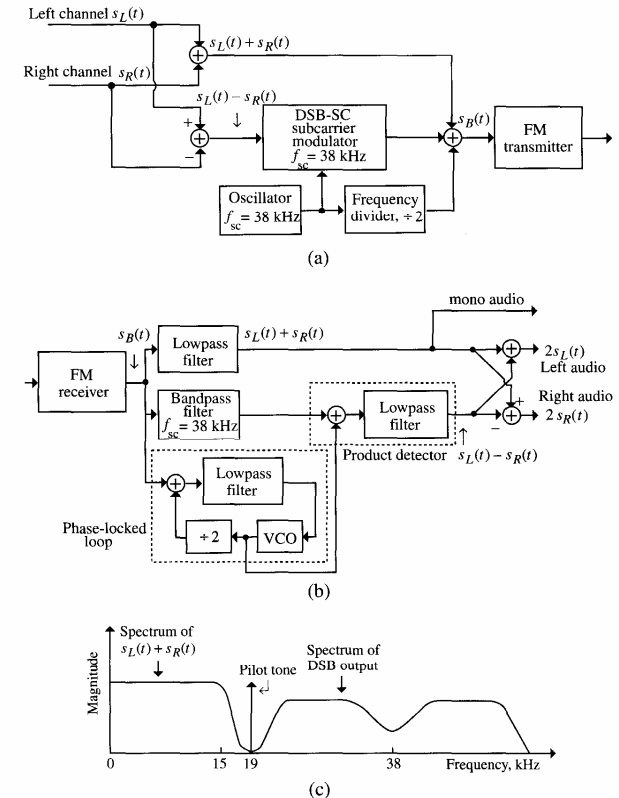 Left channel s_L(t)
s_L(t) + s_R(t)
Right channel s_R(t)
s_L(t) − s_R(t)
+
−
DSB-SC
subcarrier
modulator
f_sc = 38 kHz
s_B(t)
FM
transmitter
Oscillator
f_sc = 38 kHz
Frequency
divider, ÷ 2
(a)
mono audio
s_B(t)
Lowpass
filter
s_L(t) + s_R(t)
2s_L(t)
Left audio
FM
receiver
Bandpass
filter
f_sc = 38 kHz
Lowpass
filter
Right audio
+
−
2 s_R(t)
Product detector
s_L(t) − s_R(t)
Lowpass
filter
Phase-locked
loop
÷ 2
VCO
(b)
Spectrum of
s_L(t) + s_R(t)
Pilot tone
Spectrum of
DSB output
Magnitude
0
15
19
38
Frequency, kHz
(c)